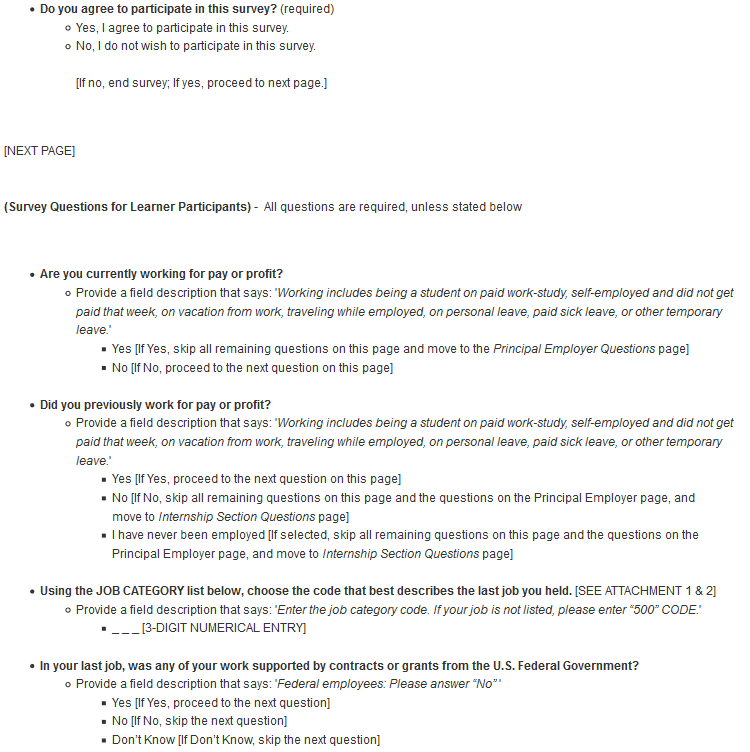 • Do you agree to participate in this survey? (required)
○ Yes, I agree to participate in this survey.
○ No, I do not wish to participate in this survey.
[If no, end survey; If yes, proceed to next page.]
[NEXT PAGE]
(Survey Questions for Learner Participants) - All questions are required, unless stated below
• Are you currently working for pay or profit?
○ Provide a field description that says: 'Working includes being a student on paid work-study, self-employed and did not get
paid that week, on vacation from work, traveling while employed, on personal leave, paid sick leave, or other temporary
leave.'
▪ Yes [If Yes, skip all remaining questions on this page and move to the Principal Employer Questions page]
▪ No [If No, proceed to the next question on this page]
• Did you previously work for pay or profit?
○ Provide a field description that says: 'Working includes being a student on paid work-study, self-employed and did not get
paid that week, on vacation from work, traveling while employed, on personal leave, paid sick leave, or other temporary
leave.'
▪ Yes [If Yes, proceed to the next question on this page]
▪ No [If No, skip all remaining questions on this page and the questions on the Principal Employer page, and
move to Internship Section Questions page]
▪ I have never been employed [If selected, skip all remaining questions on this page and the questions on the
Principal Employer page, and move to Internship Section Questions page]
• Using the JOB CATEGORY list below, choose the code that best describes the last job you held. [SEE ATTACHMENT 1 & 2]
○ Provide a field description that says: 'Enter the job category code. If your job is not listed, please enter “500” CODE.'
▪ _ _ _ [3-DIGIT NUMERICAL ENTRY]
• In your last job, was any of your work supported by contracts or grants from the U.S. Federal Government?
○ Provide a field description that says: 'Federal employees: Please answer “No” '
▪ Yes [If Yes, proceed to the next question]
▪ No [If No, skip the next question]
▪ Don’t Know [If Don’t Know, skip the next question]